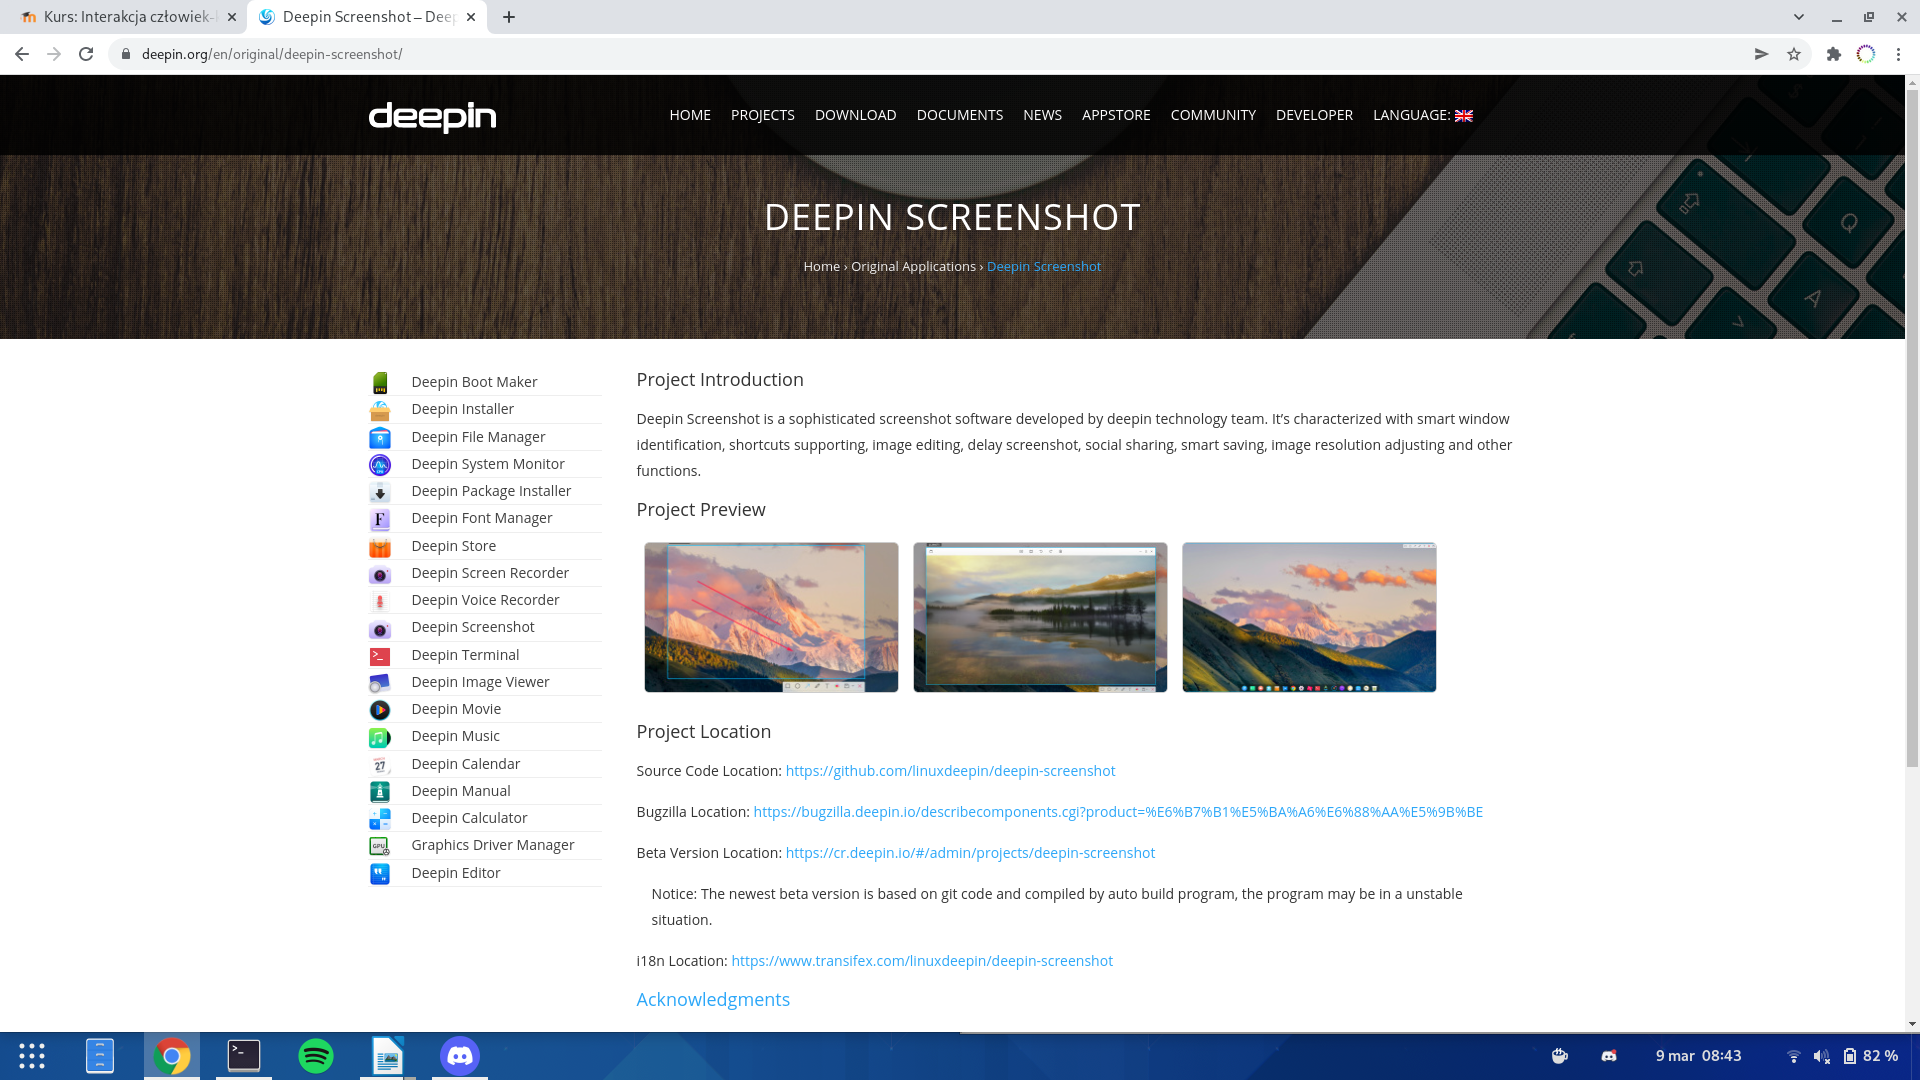 Kurs: Interakcja człowiek-
Deepin Screenshot – Deep
deepin.org/en/original/deepin-screenshot/
deepin
HOME PROJECTS DOWNLOAD DOCUMENTS NEWS APPSTORE COMMUNITY DEVELOPER LANGUAGE:
DEEPIN SCREENSHOT
Home › Original Applications › Deepin Screenshot
Q
A
Deepin Boot Maker
Deepin Installer
Deepin File Manager
Deepin System Monitor
Deepin Package Installer
F
Deepin Font Manager
Deepin Store
Deepin Screen Recorder
Deepin Voice Recorder
Deepin Screenshot
Deepin Terminal
Deepin Image Viewer
Deepin Movie
Deepin Music
27
Deepin Calendar
Deepin Manual
Deepin Calculator
GPU
Graphics Driver Manager
Deepin Editor
Project Introduction
Deepin Screenshot is a sophisticated screenshot software developed by deepin technology team. It’s characterized with smart window
identification, shortcuts supporting, image editing, delay screenshot, social sharing, smart saving, image resolution adjusting and other
functions.
Project Preview
Project Location
Source Code Location: https://github.com/linuxdeepin/deepin-screenshot
Bugzilla Location: https://bugzilla.deepin.io/describecomponents.cgi?product=%E6%B7%B1%E5%BA%A6%E6%88%AA%E5%9B%BE
Beta Version Location: https://cr.deepin.io/#/admin/projects/deepin-screenshot
Notice: The newest beta version is based on git code and compiled by auto build program, the program may be in a unstable
situation.
i18n Location: https://www.transifex.com/linuxdeepin/deepin-screenshot
Acknowledgments
9 mar 08:43
82 %